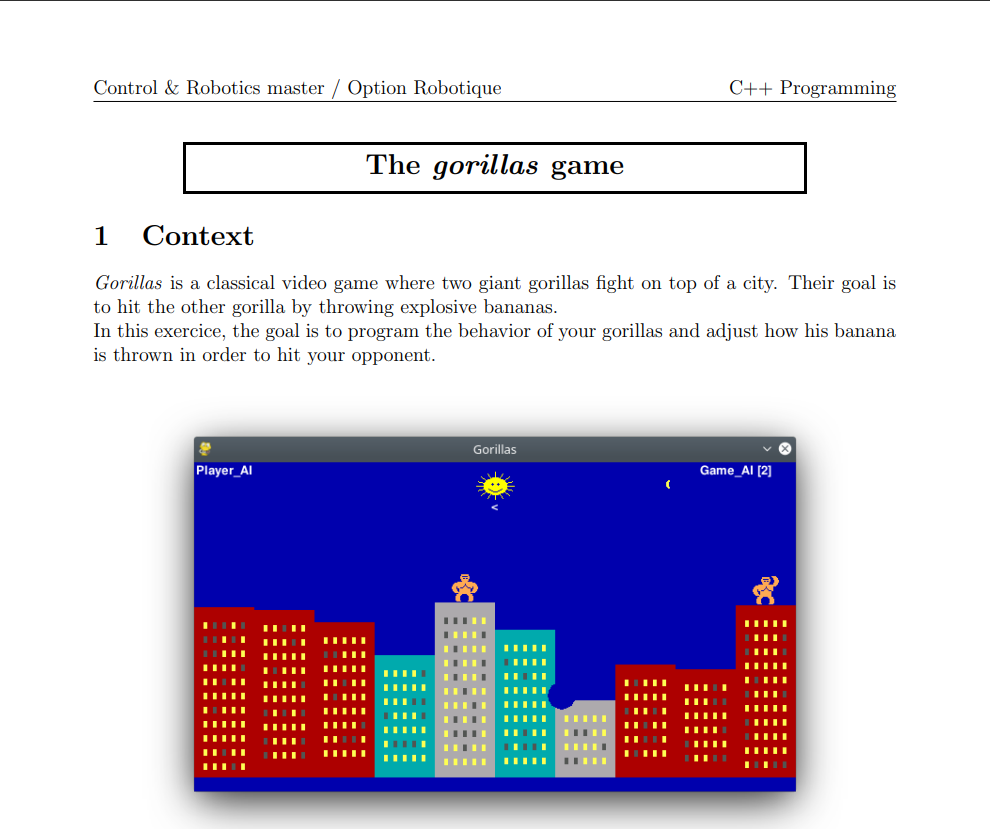 Control & Robotics master / Option Robotique
C++ Programming
The gorillas game
1 Context
Gorillas is a classical video game where two giant gorillas fight on top of a city. Their goal is
to hit the other gorilla by throwing explosive bananas.
In this exercice, the goal is to program the behavior of your gorillas and adjust how his banana
is thrown in order to hit your opponent.
Gorillas
Player_AI
Game_AI [2]
<